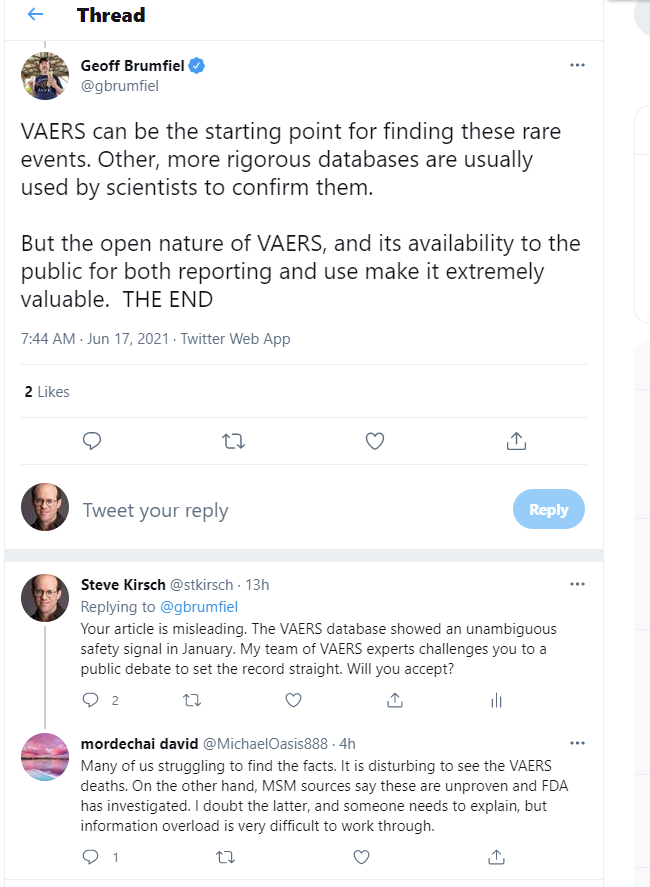 Thread
Geoff Brumfiel
@gbrumfiel
VAERS can be the starting point for finding these rare
events. Other, more rigorous databases are usually
used by scientists to confirm them.
But the open nature of VAERS, and its availability to the
public for both reporting and use make it extremely
valuable.  THE END
7:44 AM · Jun 17, 2021 · Twitter Web App
2 Likes
Tweet your reply
Reply
Steve Kirsch @stkirsch · 13h
Replying to @gbrumfiel
Your article is misleading. The VAERS database showed an unambiguous
safety signal in January. My team of VAERS experts challenges you to a
public debate to set the record straight. Will you accept?
2
mordechai david @MichaelOasis888 · 4h
Many of us struggling to find the facts. It is disturbing to see the VAERS
deaths. On the other hand, MSM sources say these are unproven and FDA
has investigated. I doubt the latter, and someone needs to explain, but
information overload is very difficult to work through.
1